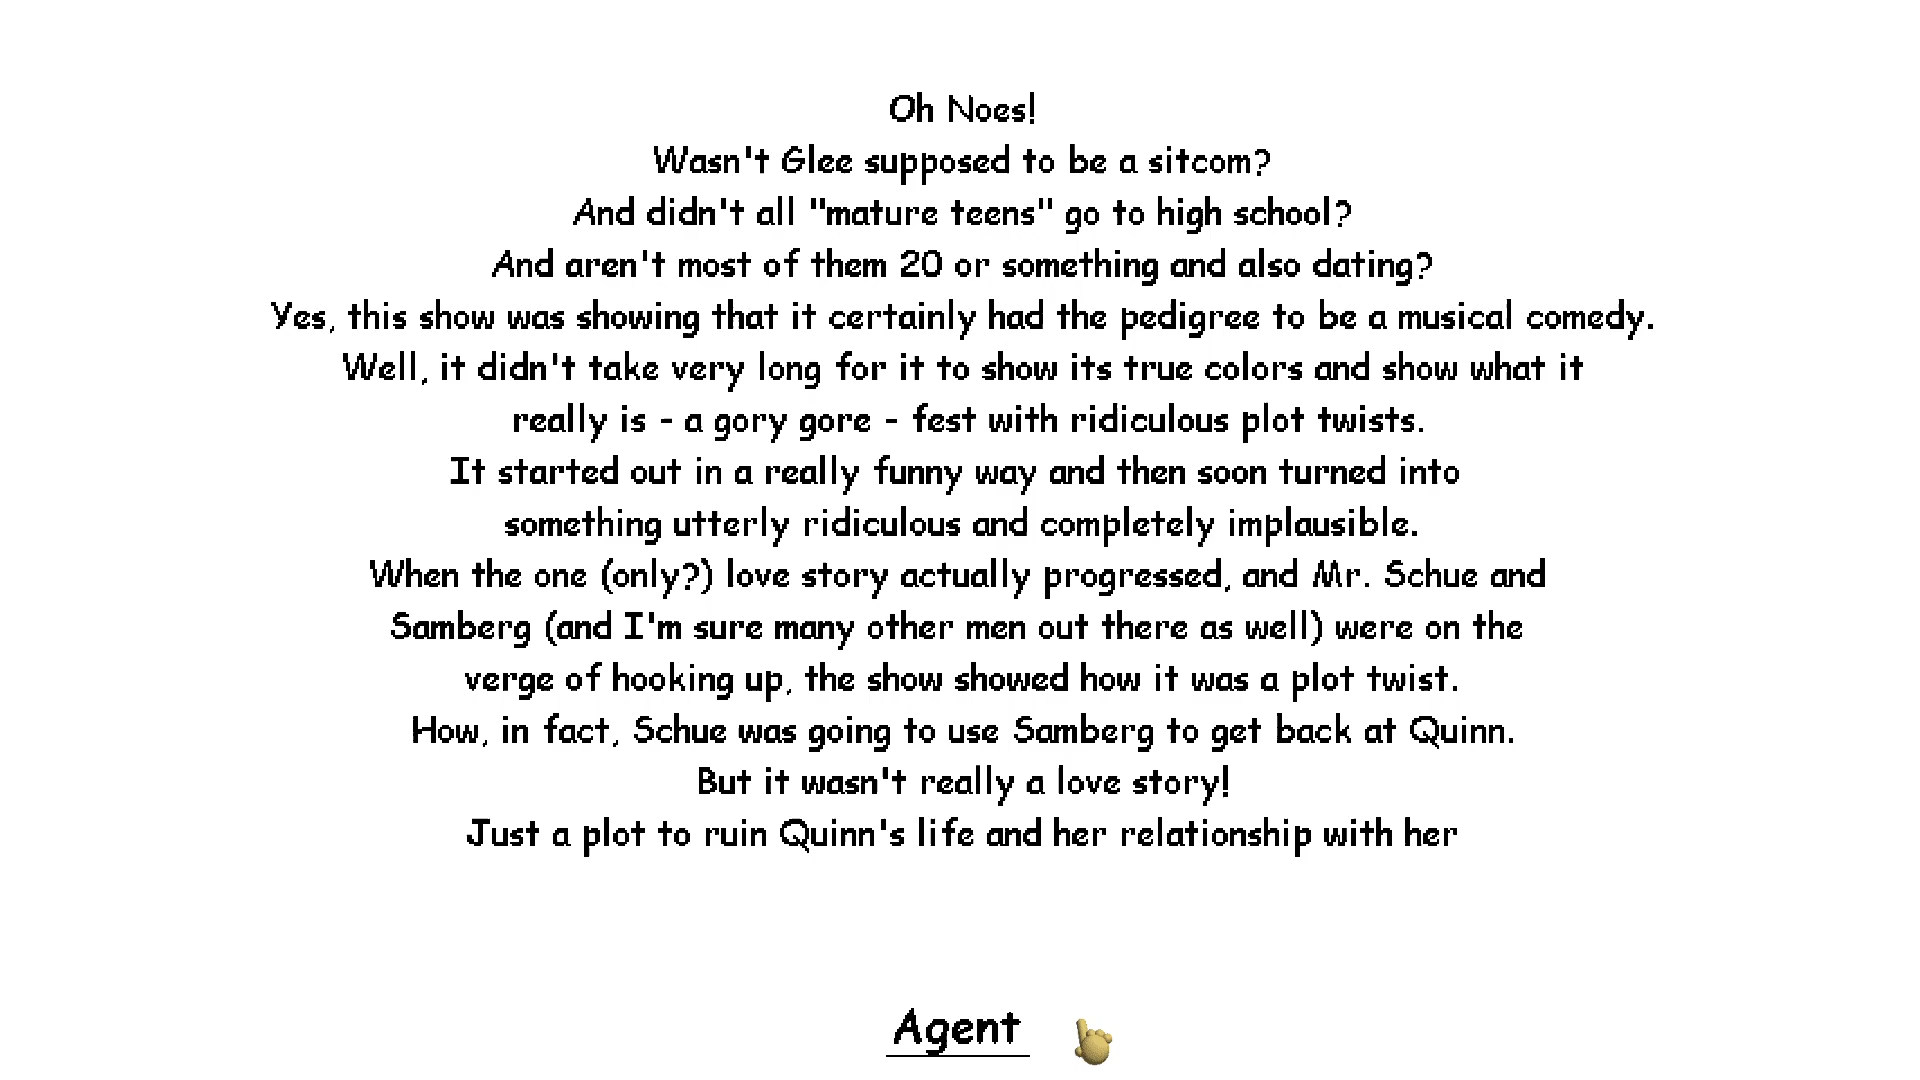 Oh Noes!
Wasn't Glee supposed to be a sitcom?
And didn't all "mature teens" go to high school?
And aren't most of them 20 or something and also dating?
Yes, this show was showing that it certainly had the pedigree to be a musical comedy.
Well, it didn't take very long for it to show its true colors and show what it
really is - a gory gore - fest with ridiculous plot twists.
It started out in a really funny way and then soon turned into
something utterly ridiculous and completely implausible.
When the one (only?) love story actually progressed, and Mr. Schue and
Samberg (and I'm sure many other men out there as well) were on the
verge of hooking up, the show showed how it was a plot twist.
How, in fact, Schue was going to use Samberg to get back at Quinn.
But it wasn't really a love story!
Just a plot to ruin Quinn's life and her relationship with her
Agent